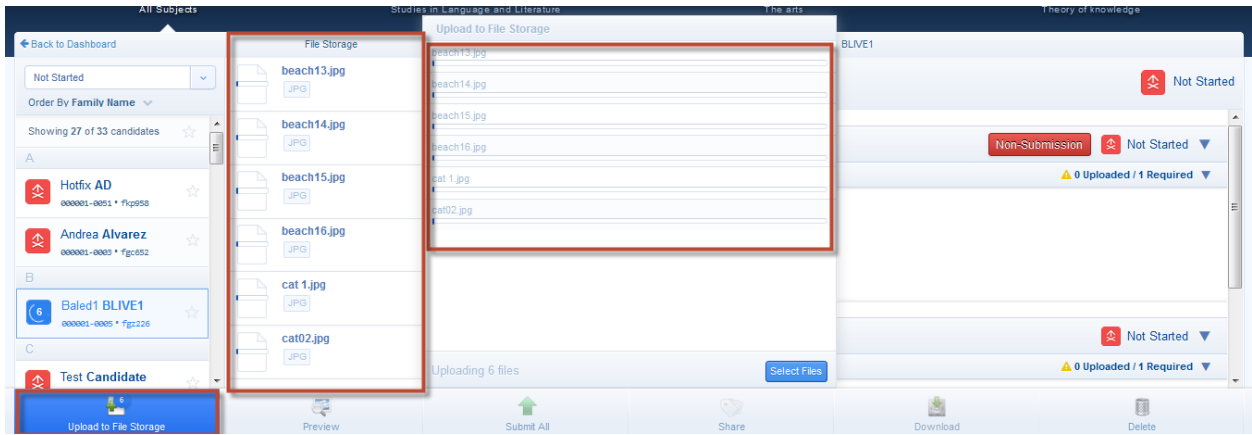 All Subjects
Studies in Language and Literature
The arts
Theory of knowledge
Back to Dashboard
Not Started
Order By Family Name
Showing 27 of 33 candidates
A
Hotfix AD
000001-0051 • fkp958
Andrea Alvarez
000001-0003 • fgc652
B
6
Baled1 BLIVE1
000001-0005 • fgz226
C
Test Candidate
File Storage
beach13.jpg
JPG
beach14.jpg
JPG
beach15.jpg
JPG
beach16.jpg
JPG
cat 1.jpg
JPG
cat02.jpg
JPG
Upload to File Storage
beach13.jpg
beach14.jpg
beach15.jpg
beach16.jpg
cat 1.jpg
cat02.jpg
Uploading 6 files
Select Files
BLIVE1
Not Started
Non-Submission
Not Started
0 Uploaded / 1 Required
Not Started
0 Uploaded / 1 Required
6
Upload to File Storage
Preview
Submit All
Share
Download
Delete